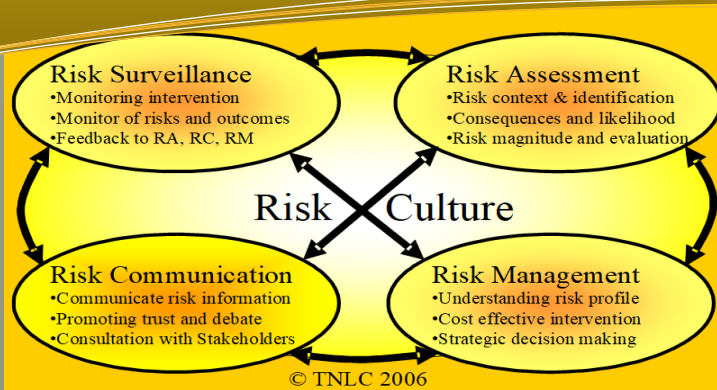 Risk Surveillance
•Monitoring intervention
•Monitor of risks and outcomes
•Feedback to RA, RC, RM
Risk Assessment
•Risk context & identification
•Consequences and likelihood
•Risk magnitude and evaluation
Risk Culture
Risk Communication
•Communicate risk information
•Promoting trust and debate
•Consultation with Stakeholders
Risk Management
•Understanding risk profile
•Cost effective intervention
•Strategic decision making
© TNLC 2006